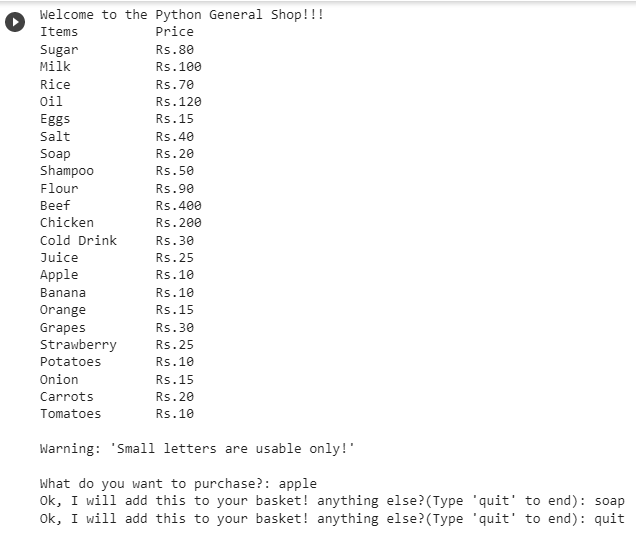 Welcome to the Python General Shop!!!
Items Price
Sugar Rs.80
Milk Rs.100
Rice Rs.70
Oil Rs.120
Eggs Rs.15
Salt Rs.40
Soap Rs.20
Shampoo Rs.50
Flour Rs.90
Beef Rs.400
Chicken Rs.200
Cold Drink Rs.30
Juice Rs.25
Apple Rs.10
Banana Rs.10
Orange Rs.15
Grapes Rs.30
Strawberry Rs.25
Potatoes Rs.10
Onion Rs.15
Carrots Rs.20
Tomatoes Rs.10
Warning: 'Small letters are usable only!'
What do you want to purchase?: apple
Ok, I will add this to your basket! anything else?(Type 'quit' to end): soap
Ok, I will add this to your basket! anything else?(Type 'quit' to end): quit